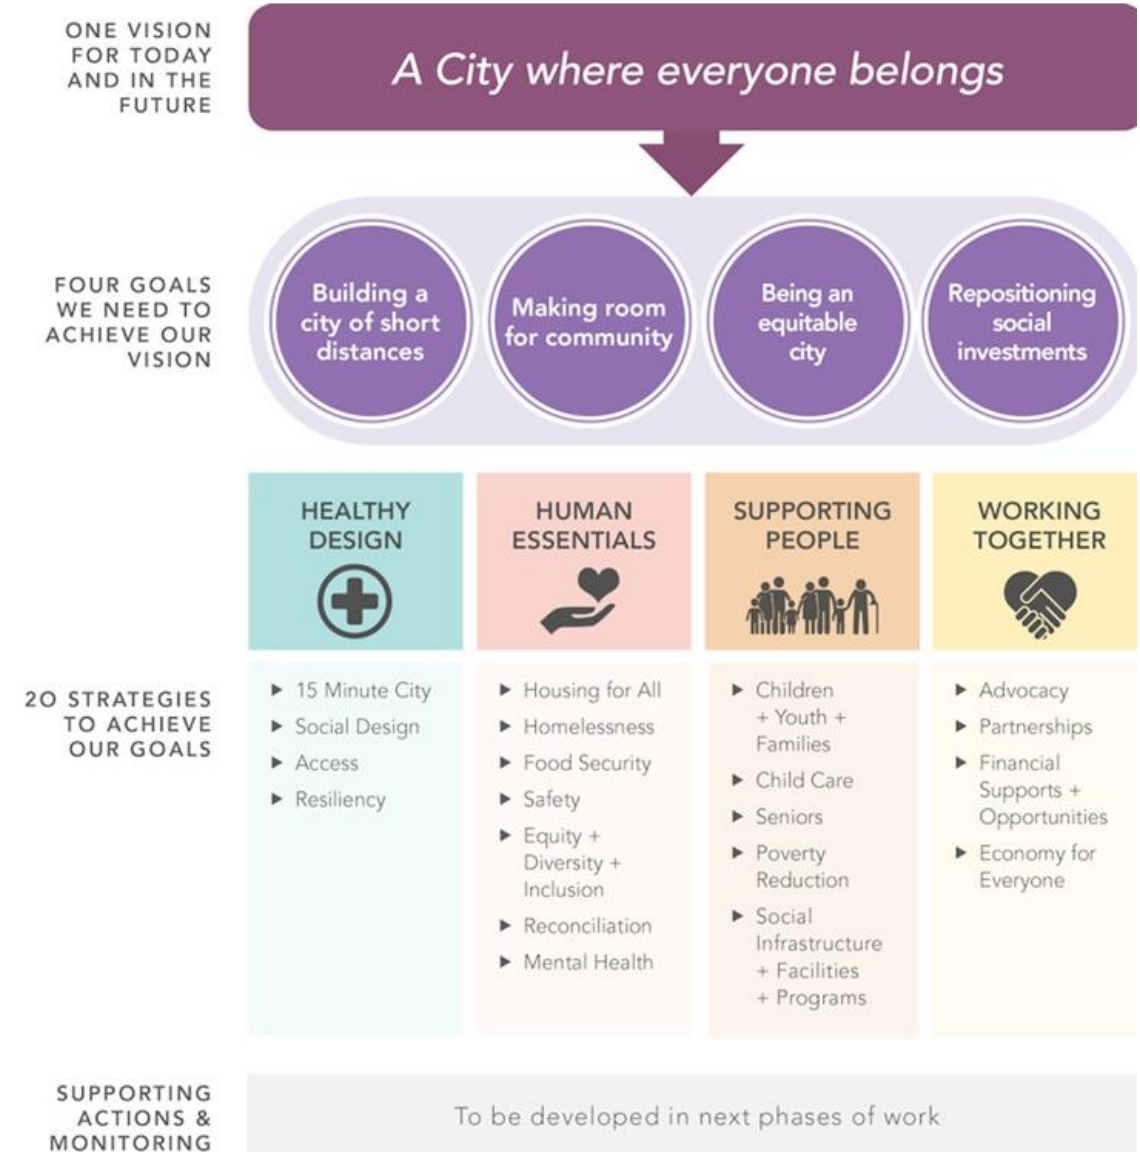 ONE VISION
FOR TODAY
AND IN THE
FUTURE
A City where everyone belongs
FOUR GOALS
WE NEED TO
ACHIEVE OUR
VISION
Building a
city of short
distances
Making room
for community
Being an
equitable
city
Repositioning
social
investments
20 STRATEGIES
TO ACHIEVE
OUR GOALS
HEALTHY
DESIGN
▶ 15 Minute City
▶ Social Design
▶ Access
▶ Resiliency
HUMAN
ESSENTIALS
▶ Housing for All
▶ Homelessness
▶ Food Security
▶ Safety
▶ Equity +
Diversity +
Inclusion
▶ Reconciliation
▶ Mental Health
SUPPORTING
PEOPLE
▶ Children
+ Youth +
Families
▶ Child Care
▶ Seniors
▶ Poverty
Reduction
▶ Social
Infrastructure
+ Facilities
+ Programs
WORKING
TOGETHER
▶ Advocacy
▶ Partnerships
▶ Financial
Supports +
Opportunities
▶ Economy for
Everyone
SUPPORTING
ACTIONS &
MONITORING
To be developed in next phases of work